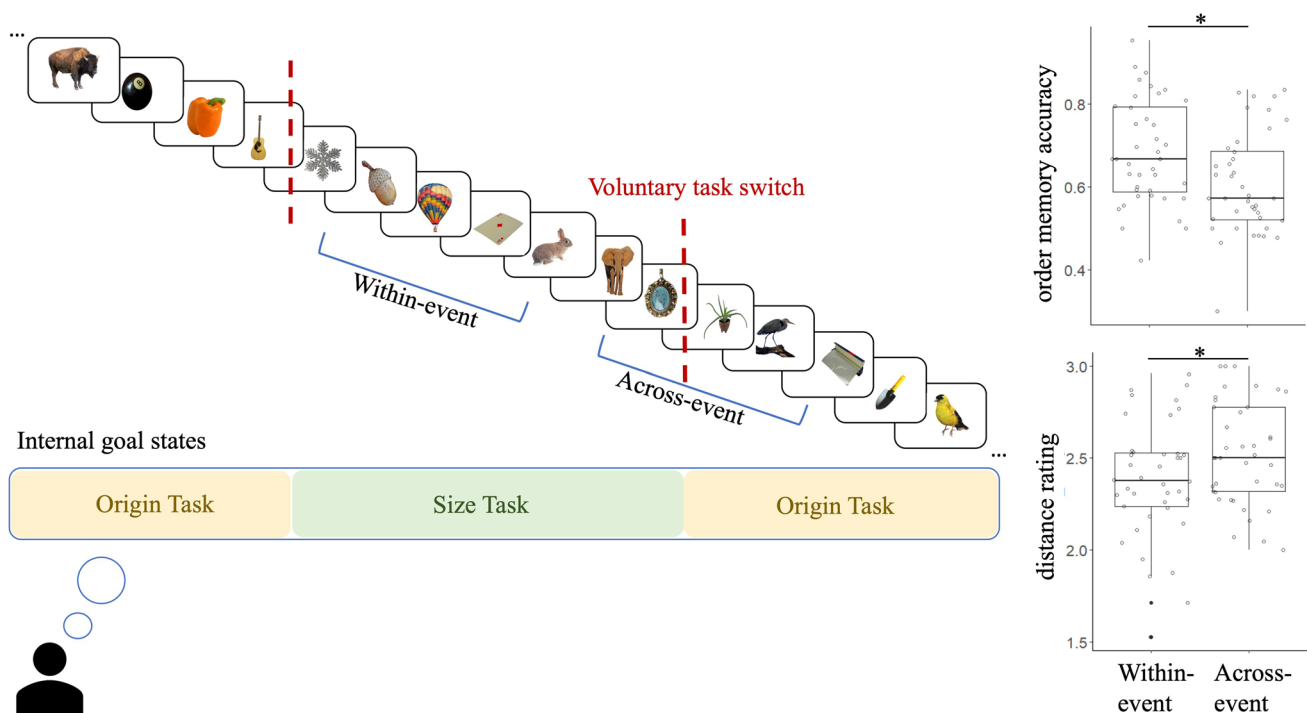 ...
Voluntary task switch
Within-event
Across-event
...
Internal goal states
Origin Task
Size Task
Origin Task
*
order memory accuracy
0.8
0.6
0.4
*
distance rating
3.0
2.5
2.0
1.5
Within-
event
Across-
event